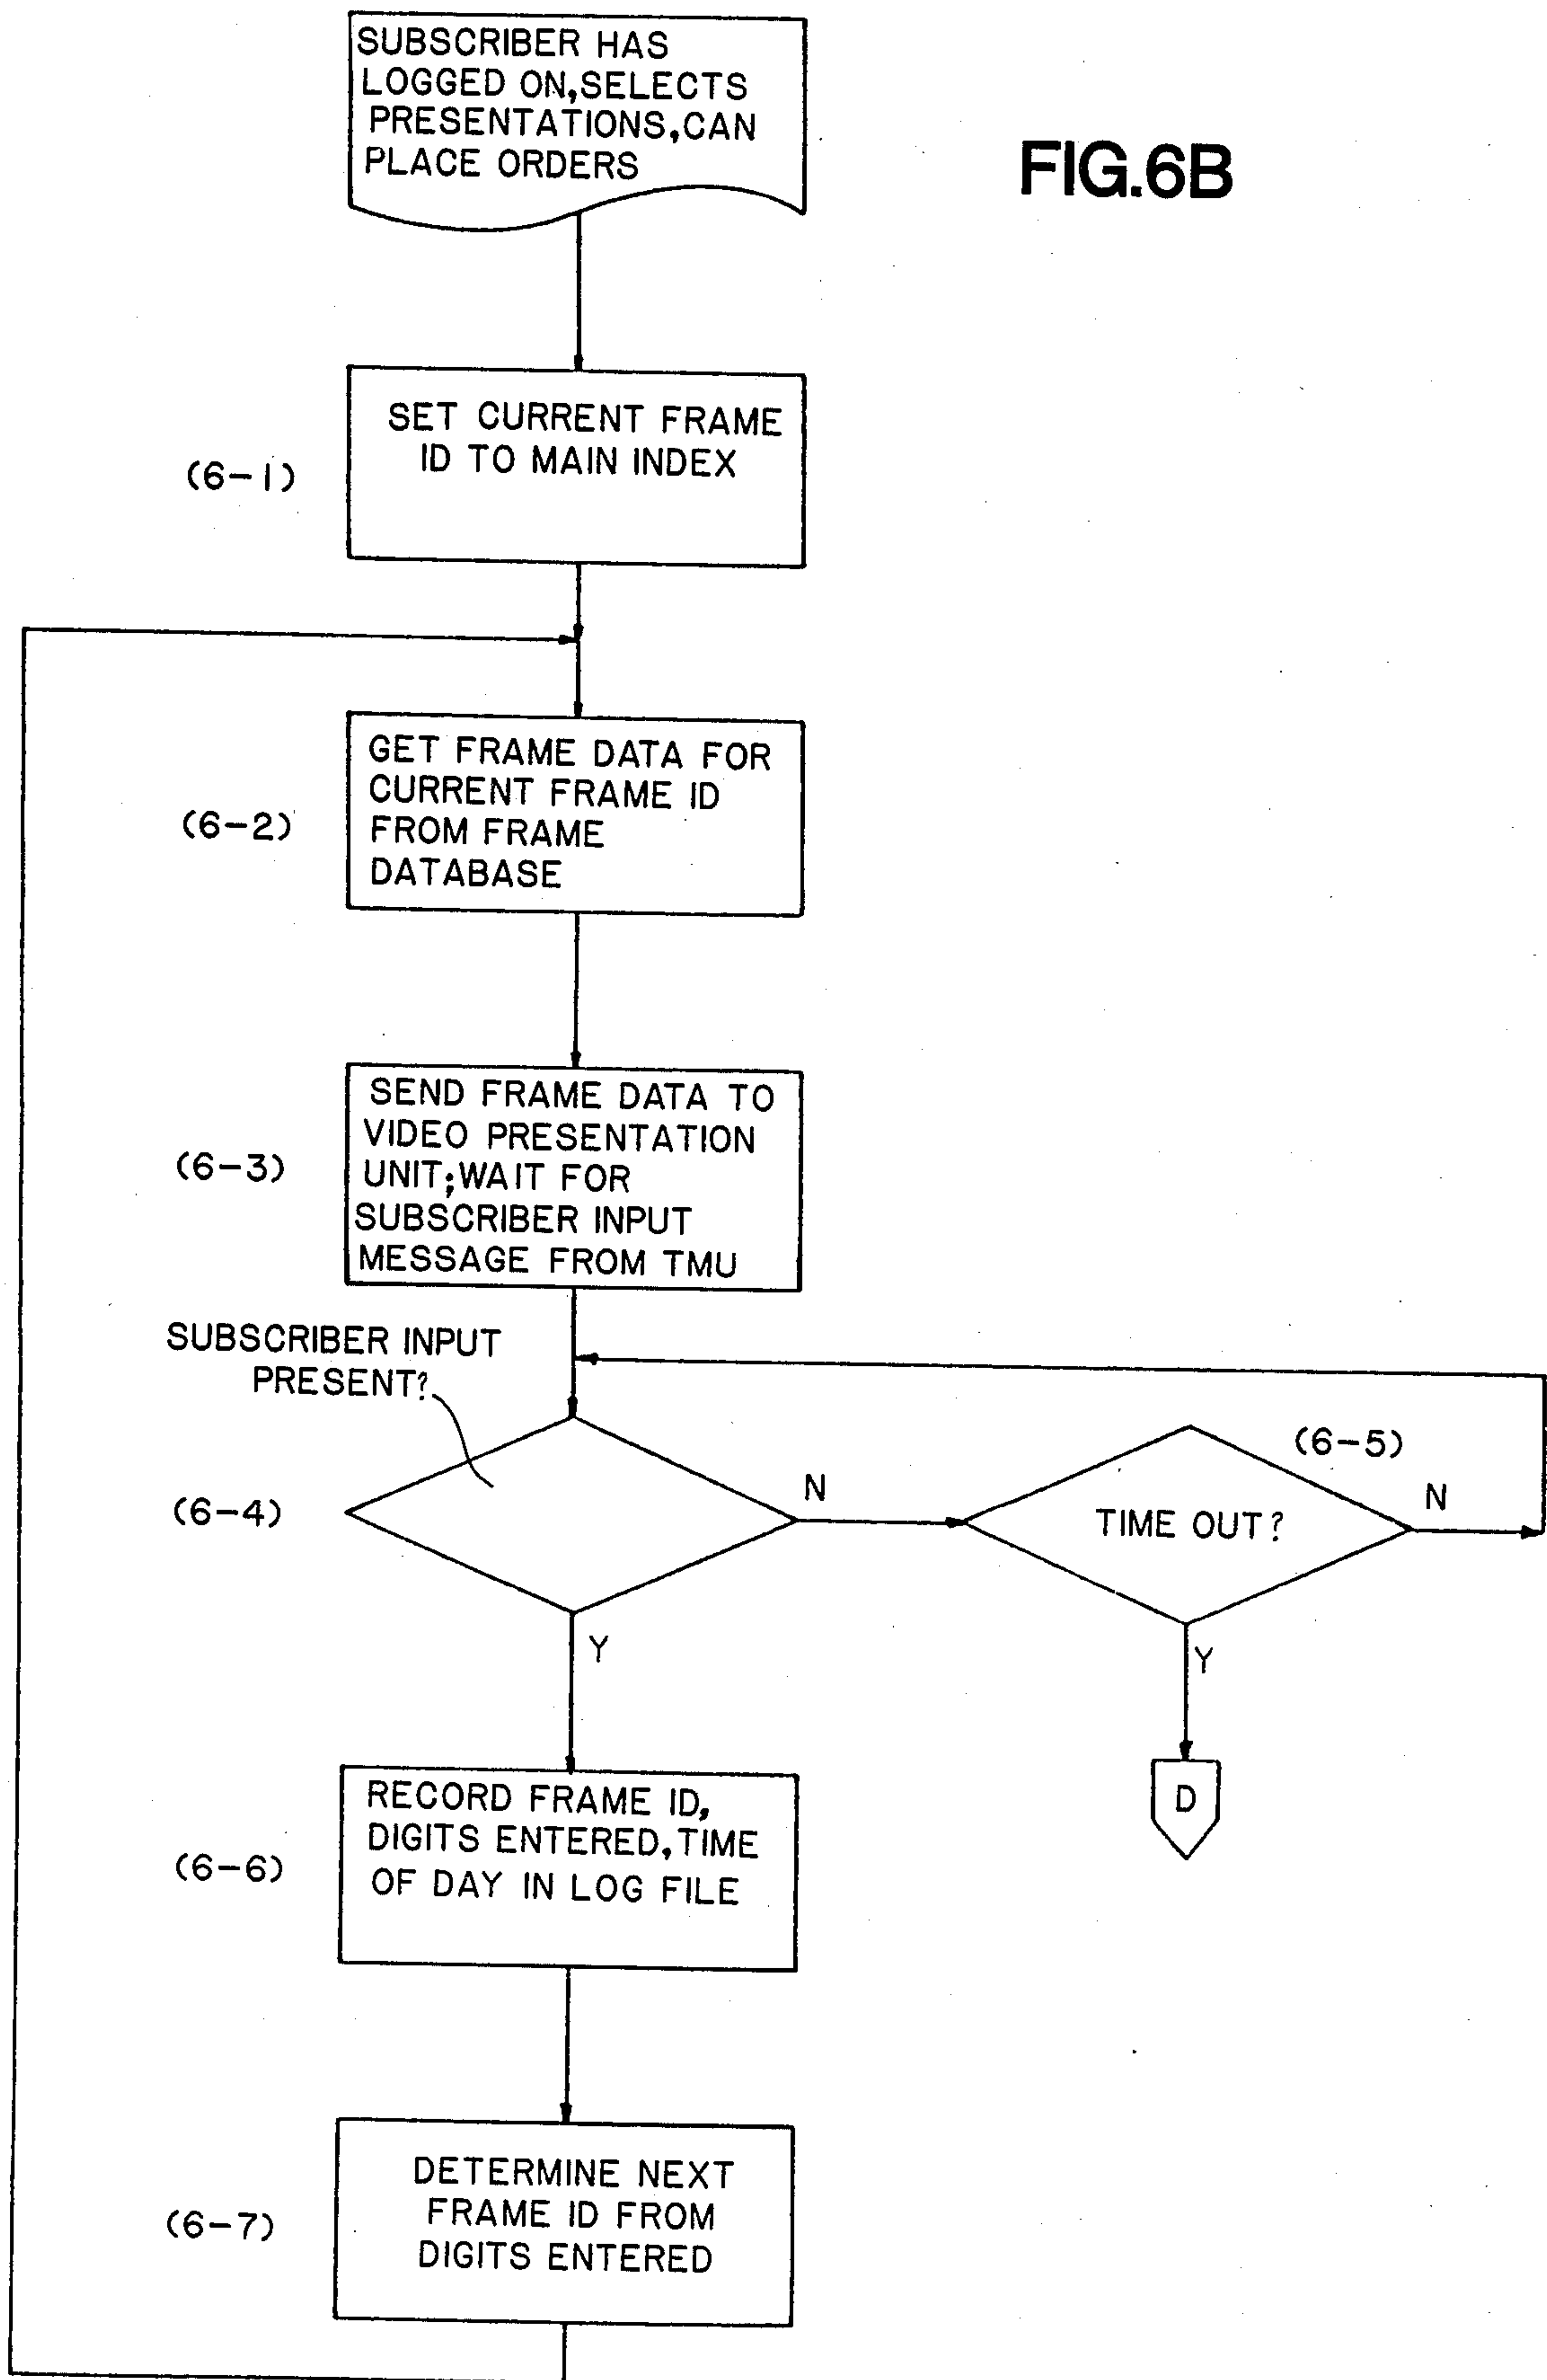 SUBSCRIBER HAS
LOGGED ON,SELECTS
PRESENTATIONS,CAN
PLACE ORDERS
FIG.6B
SET CURRENT FRAME
ID TO MAIN INDEX
(6-1)
GET FRAME DATA FOR
CURRENT FRAME ID
FROM FRAME
DATABASE
(6-2)
SEND FRAME DATA TO
VIDEO PRESENTATION
UNIT;WAIT FOR
SUBSCRIBER INPUT
MESSAGE FROM TMU
(6-3)
SUBSCRIBER INPUT
PRESENT?
(6-4)
N
(6-5)
TIME OUT?
N
Y
Y
D
RECORD FRAME ID,
DIGITS ENTERED,TIME
OF DAY IN LOG FILE
(6-6)
DETERMINE NEXT
FRAME ID FROM
DIGITS ENTERED
(6-7)